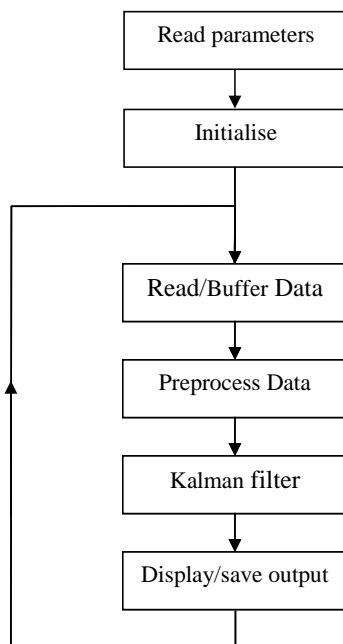 Read parameters
Initialise
Read/Buffer Data
Preprocess Data
Kalman filter
Display/save output